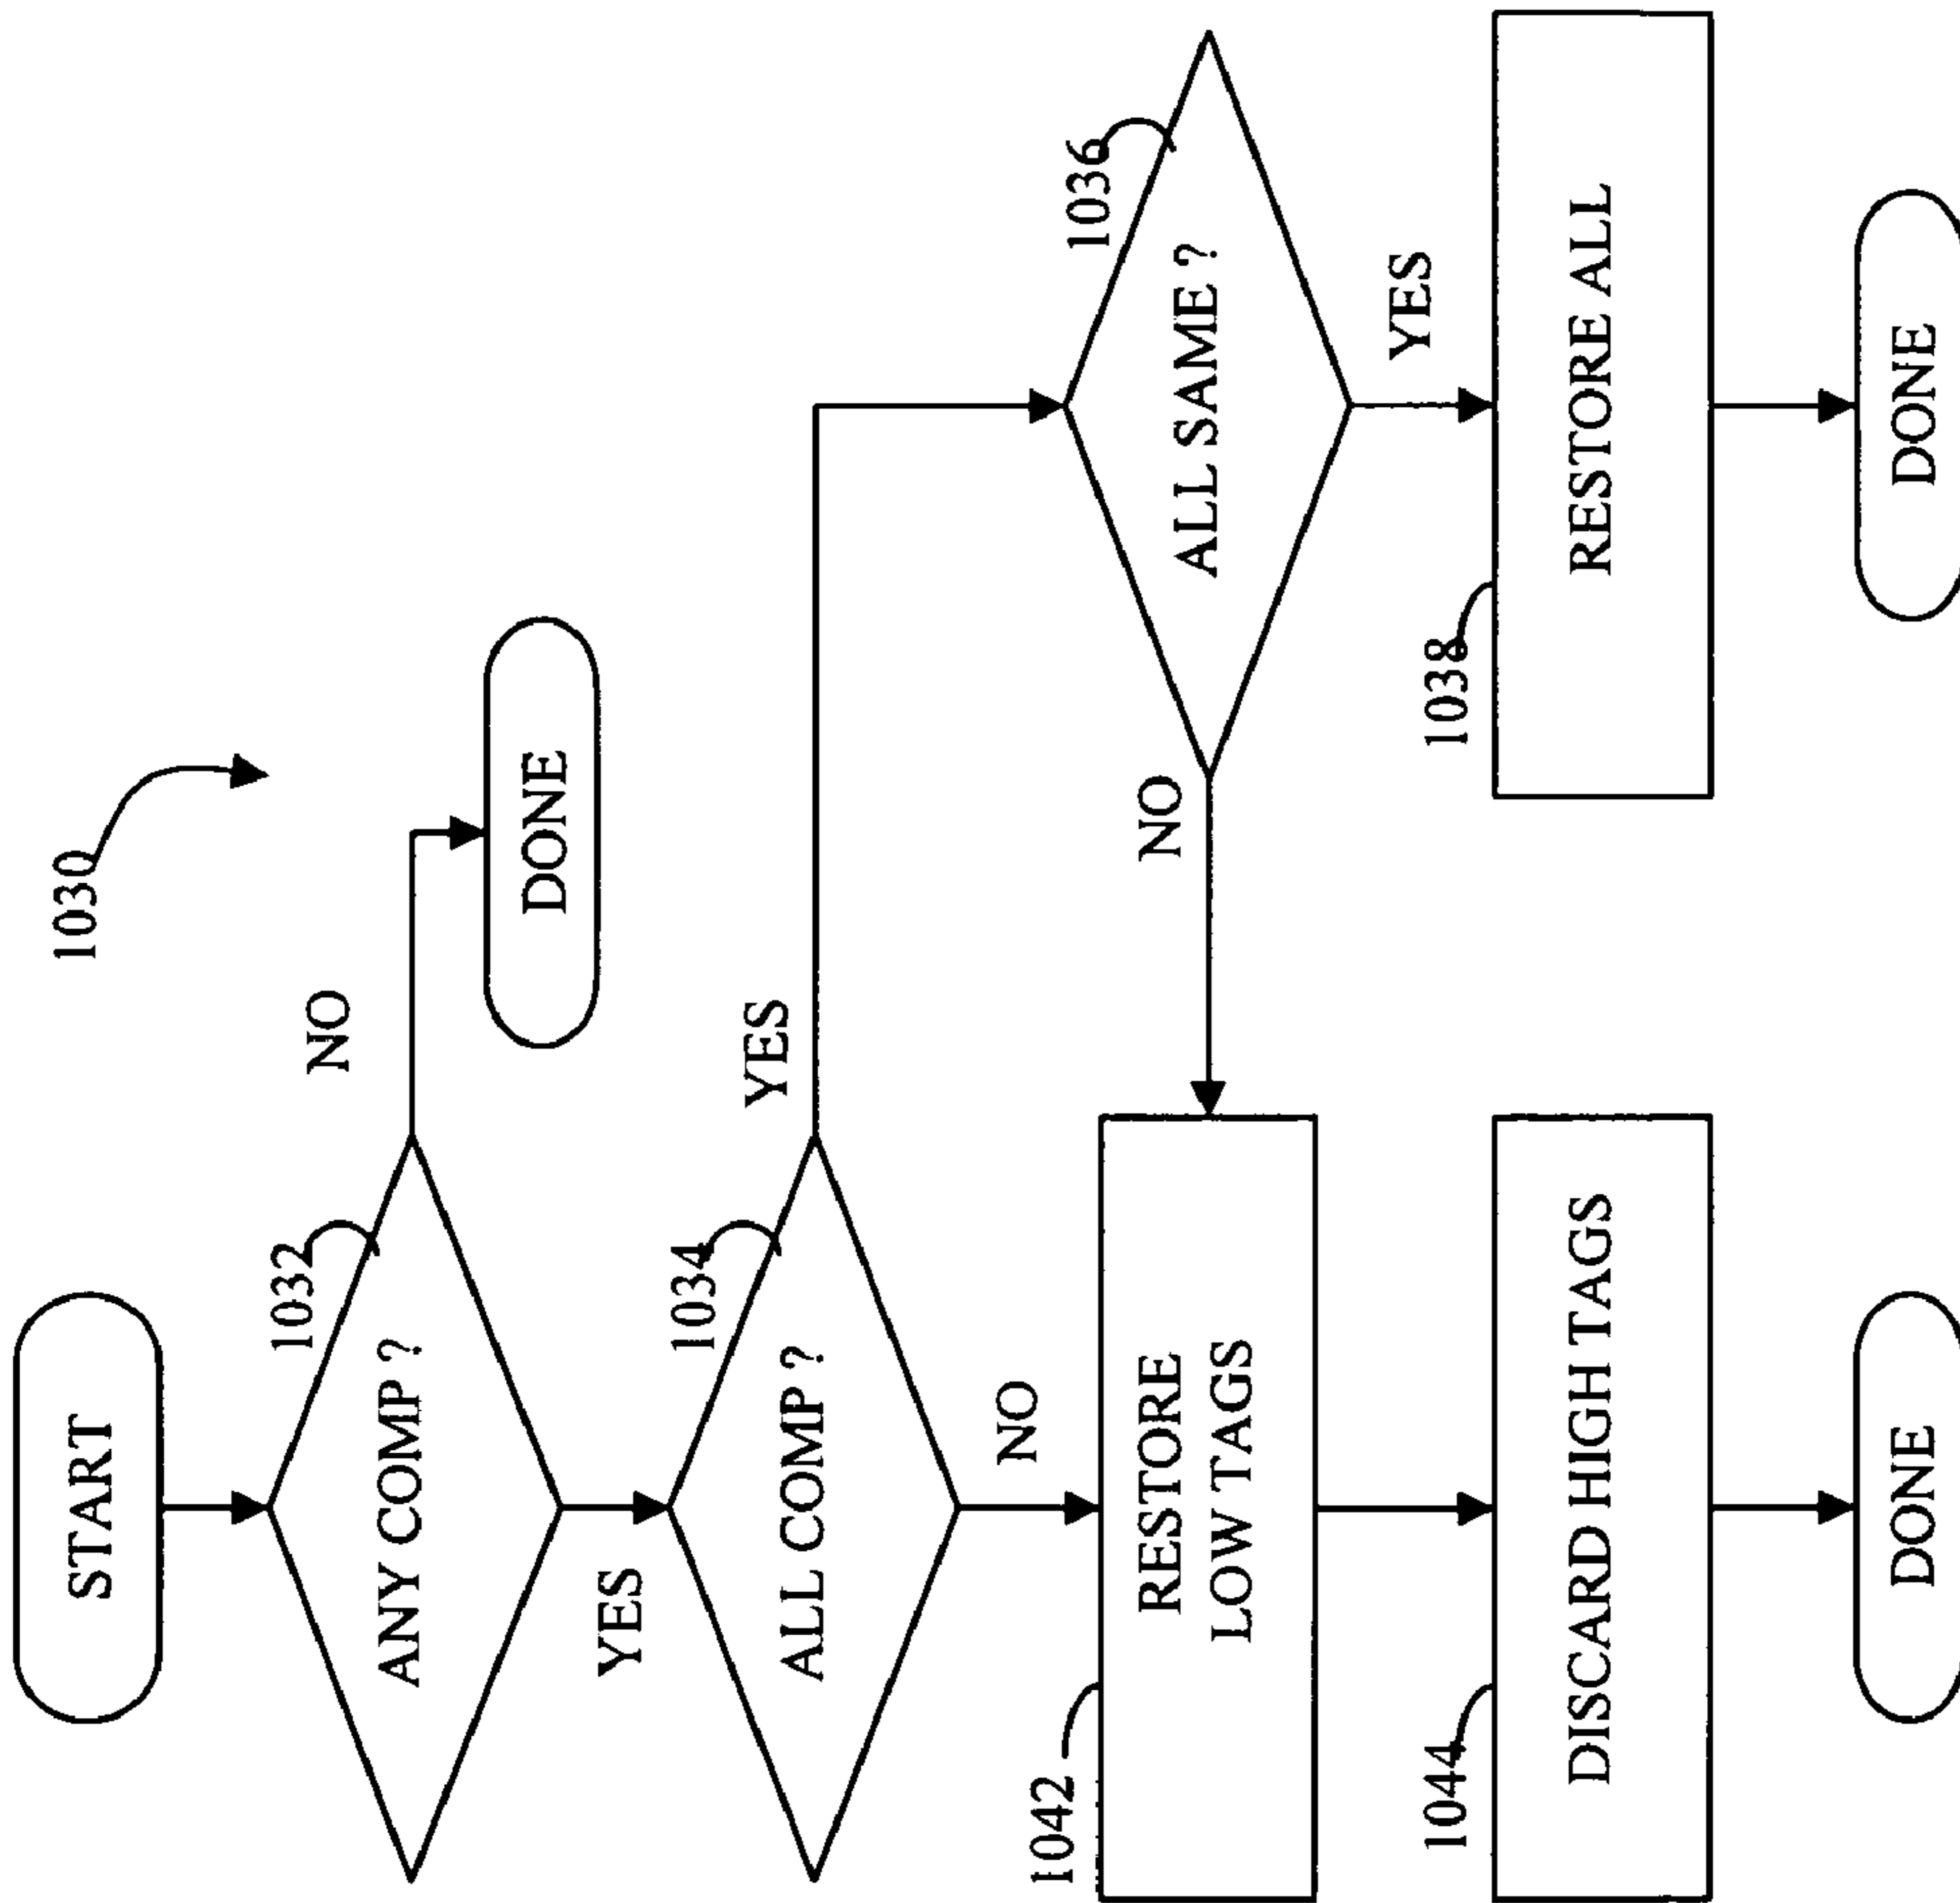 1030
START
1032
ANY COMP ?
NO
DONE
YES
1034
ALL COMP ?
YES
NO
1036
ALL SAME ?
NO
YES
1042
RESTORE
LOW TAGS
1038
RESTORE ALL
1044
DISCARD HIGH TAGS
DONE
DONE